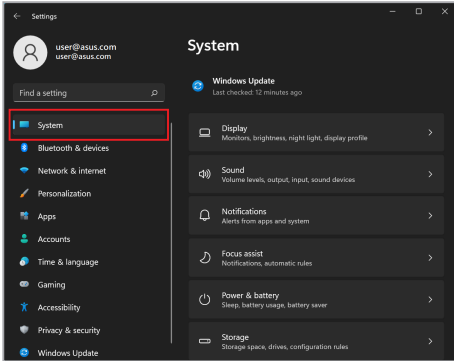 Settings
user@asus.com
user@asus.com
Find a setting
System
Bluetooth & devices
Network & internet
Personalization
Apps
Accounts
Time & language
Gaming
Accessibility
Privacy & security
Windows Update
System
Windows Update
Last checked: 12 minutes ago
Display
Monitors, brightness, night light, display profile
Sound
Volume levels, output, input, sound devices
Notifications
Alerts from apps and system
Focus assist
Notifications, automatic rules
Power & battery
Sleep, battery usage, battery saver
Storage
Storage space, drives, configuration rules